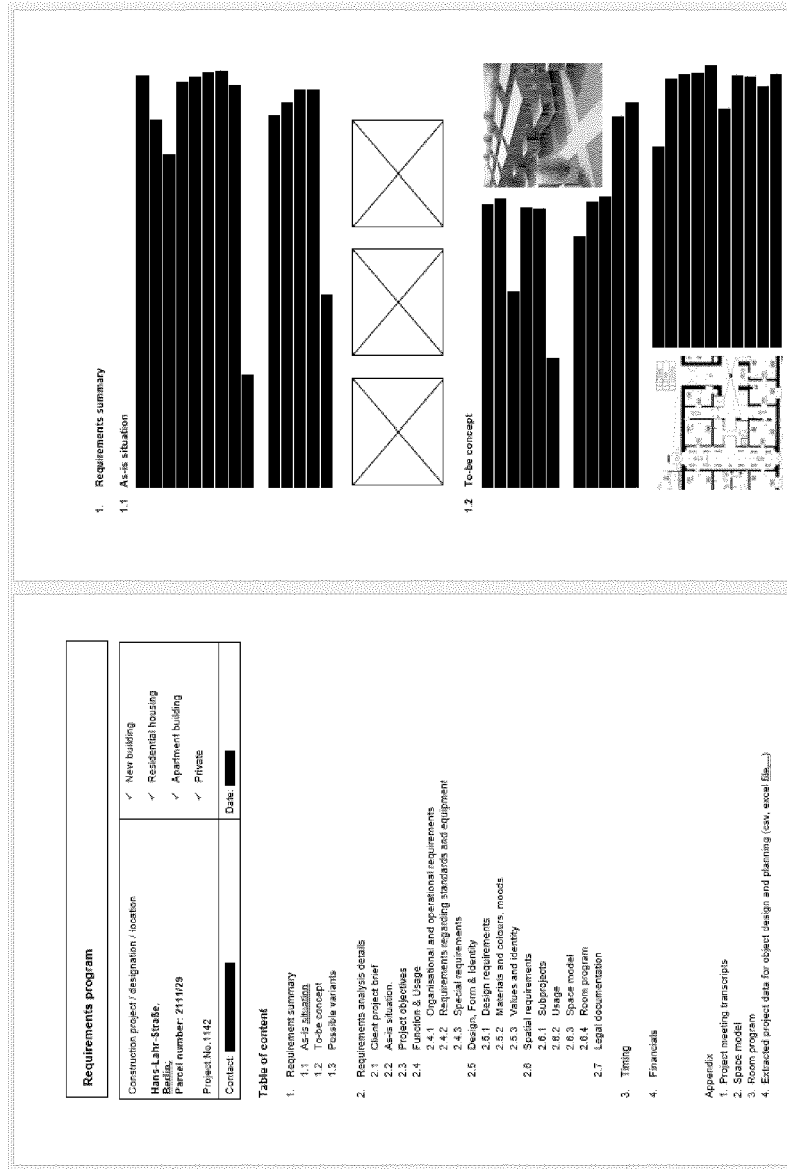 Requirements program
Construction project / designation / location
Hans-Lahr-Straße,
Berlin,
Parcel number: 2111/29
Project No.1142
✓ New building
✓ Residential housing
✓ Apartment building
✓ Private
Contact:
Date:
Table of content
1. Requirement summary
1.1 As-is situation
1.2 To-be concept
1.3 Possible variants
2. Requirements analysis details
2.1 Client project brief
2.2 As-is situation
2.3 Project objectives
2.4 Function & Usage
2.4.1 Organisational and operational requirements
2.4.2 Requirements regarding standards and equipment
2.4.3 Special requirements
2.5 Design, Form & Identity
2.5.1 Design requirements
2.5.2 Materials and colours, moods
2.5.3 Values and identity
2.6 Spatial requirements
2.6.1 Subprojects
2.6.2 Usage
2.6.3 Space model
2.6.4 Room program
2.7 Legal documentation
3. Timing
4. Financials
Appendix
1. Project meeting transcripts
2. Space model
3. Room program
4. Extracted project data for object design and planning (csv, excel file,...)
1. Requirements summary
1.1 As-is situation
1.2 To-be concept